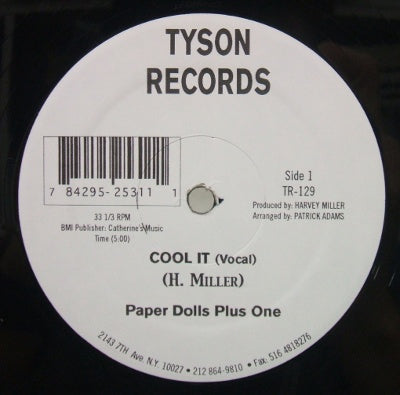 TYSON
RECORDS
7 84295-25311 1
Side 1
TR-129
Produced by: HARVEY MILLER
Arranged by: PATRICK ADAMS
33 1/3 RPM
BMI Publisher: Catherine's Music
Time (5:00)
COOL IT (Vocal)
(H. MILLER)
Paper Dolls Plus One
2143 7TH Ave. N.Y. 10027 • 212 864-9810 • Fax: 516 4818276